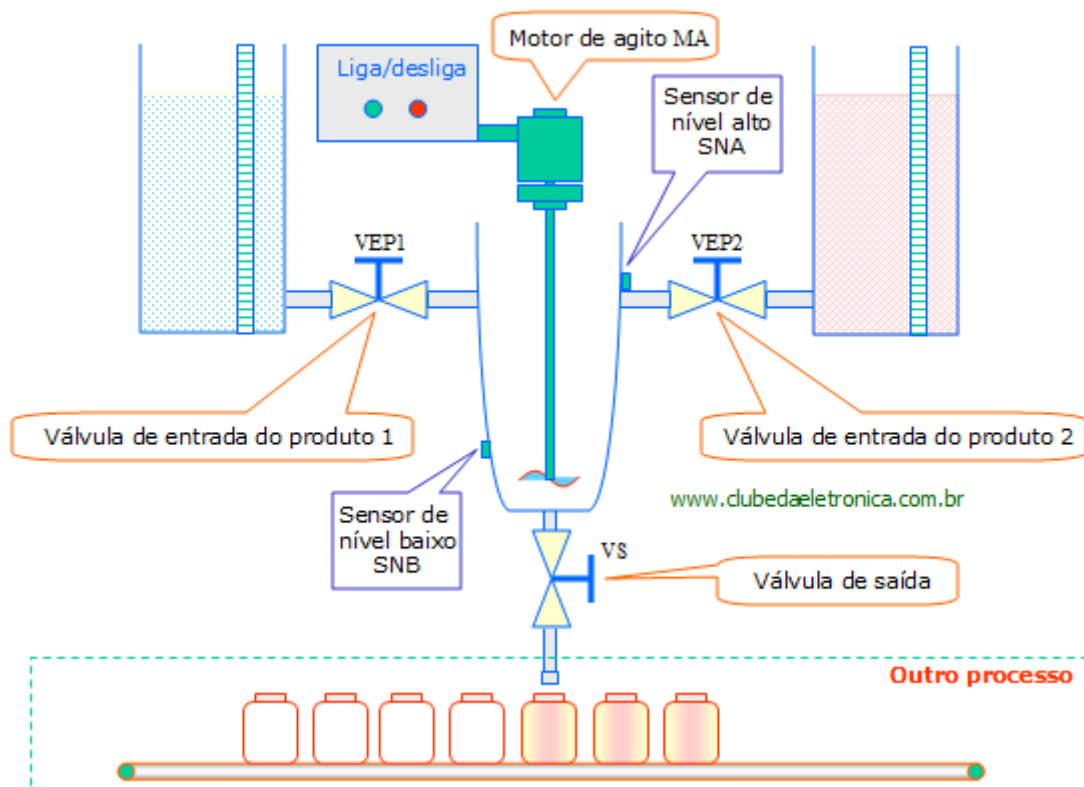 Motor de agito MA
Liga/desliga
Sensor de
nível alto
SNA
VEP1
VEP2
Válvula de entrada do produto 1
Válvula de entrada do produto 2
www.clubedaeletronica.com.br
Sensor de
nível baixo
SNB
VS
Válvula de saída
Outro processo